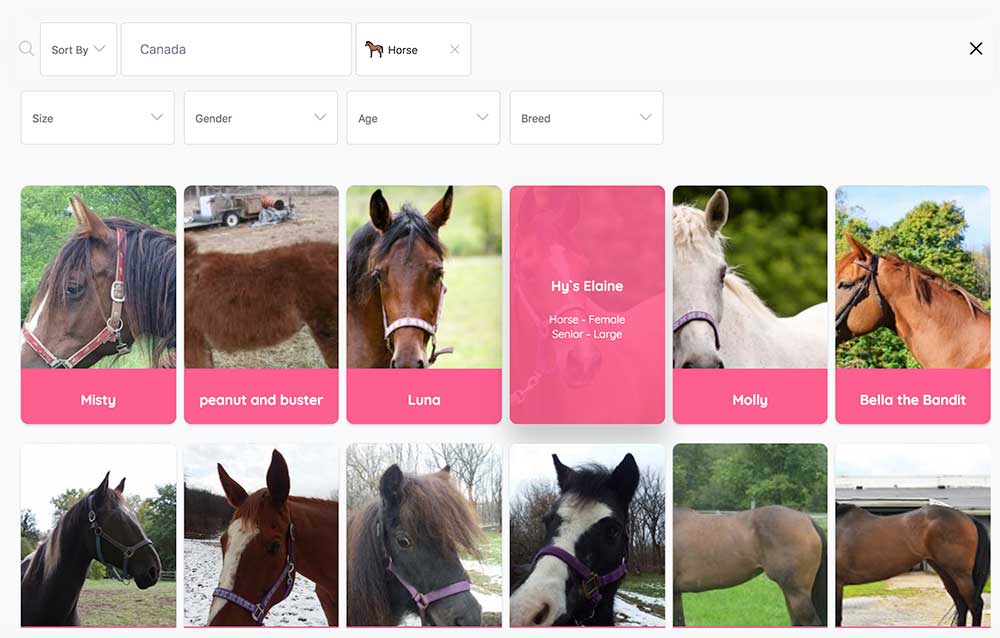 Sort By
Canada
Horse
Size
Gender
Age
Breed
Misty
peanut and buster
Luna
Hy`s Elaine
Horse - Female
Senior - Large
Molly
Bella the Bandit